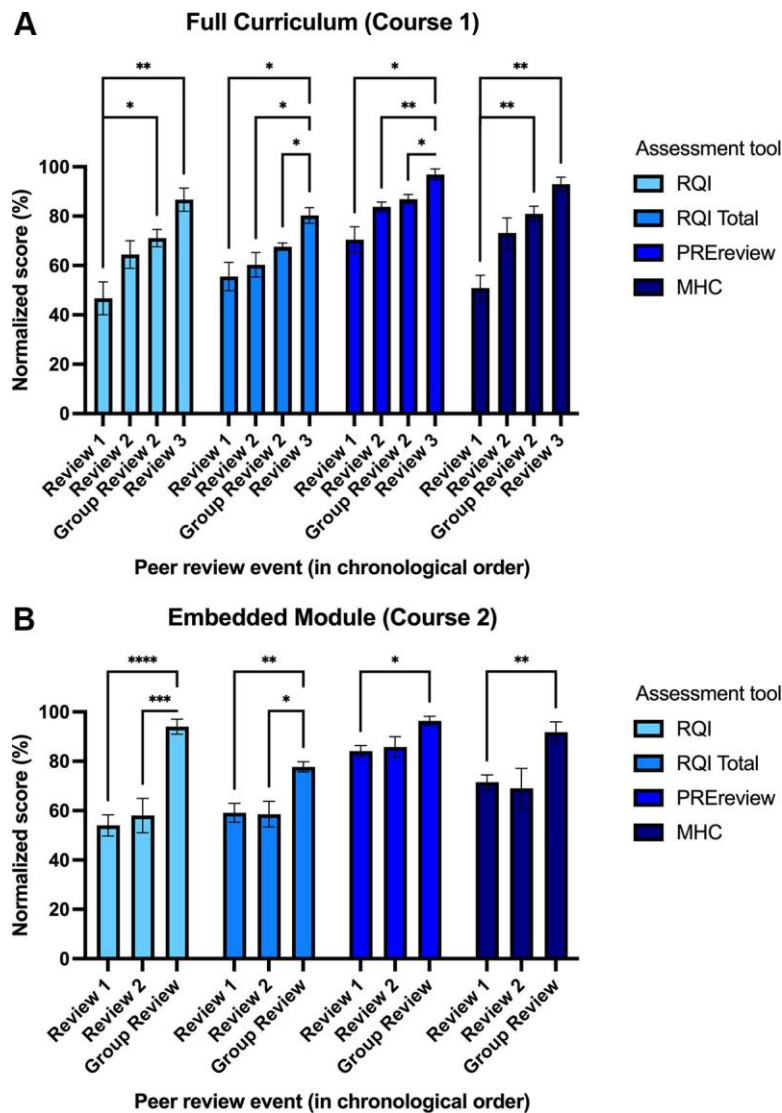 A
Full Curriculum (Course 1)
** * * **
* * ** **
* *
Normalized score (%)
100
80
60
40
20
0
Review 1
Review 2
Group Review 2
Review 3
Review 1
Review 2
Group Review 2
Review 3
Review 1
Review 2
Group Review 2
Review 3
Review 1
Review 2
Group Review 2
Review 3
Peer review event (in chronological order)
Assessment tool
RQI
RQI Total
PREreview
MHC
B
Embedded Module (Course 2)
**** ** * **
*** *
Normalized score (%)
100
80
60
40
20
0
Review 1
Review 2
Group Review
Review 1
Review 2
Group Review
Review 1
Review 2
Group Review
Review 1
Review 2
Group Review
Peer review event (in chronological order)
Assessment tool
RQI
RQI Total
PREreview
MHC